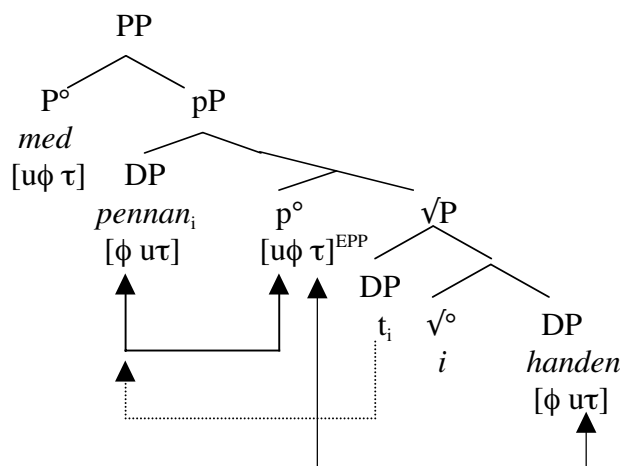 PP
P° pP
med
[uϕ τ] DP p° √P
pennanᵢ [uϕ τ]ᴱᴾᴾ
[ϕ uτ] DP
tᵢ √° DP
i handen
[ϕ uτ]